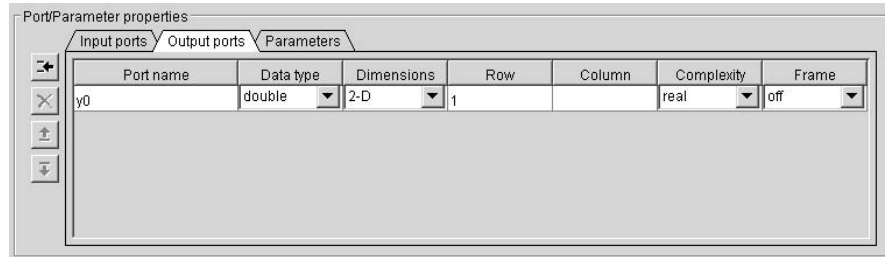 Port/Parameter properties
Input ports Output ports Parameters
Port name Data type Dimensions Row Column Complexity Frame
y0 double 2-D 1 real off